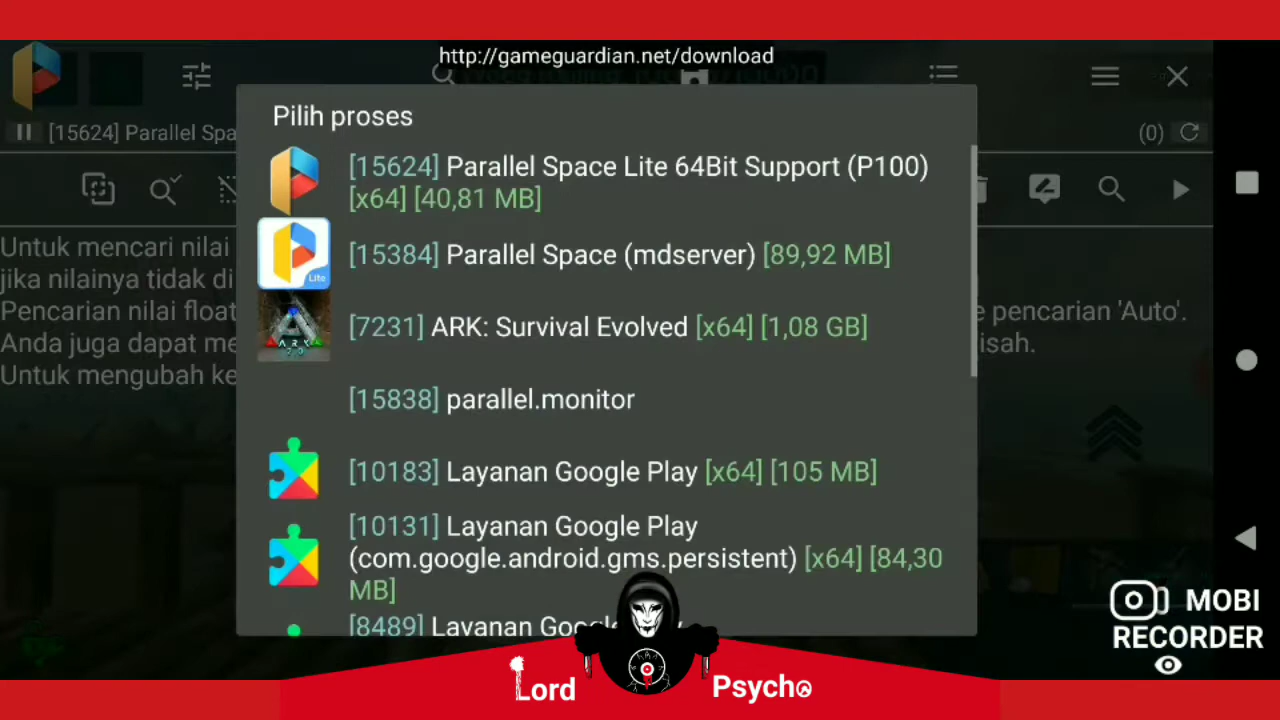 http://gameguardian.net/download
Pilih proses
(0)
[15624] Parallel Spa
[15624] Parallel Space Lite 64Bit Support (P100)
[x64] [40,81 MB]
Untuk mencari nilai
[15384] Parallel Space (mdserver) [89,92 MB]
Lite
jika nilainya tidak di
Pencarian nilai float
e pencarian 'Auto'.
[7231] ARK: Survival Evolved [x64] [1,08 GB]
ARK
Anda juga dapat me
isah.
Untuk mengubah ke
[15838] parallel.monitor
[10183] Layanan Google Play [x64] [105 MB]
[10131] Layanan Google Play
(com.google.android.gms.persistent) [x64] [84,30
MB]
[8489] Layanan Google Play
MOBI
RECORDER
Lord
Psycho